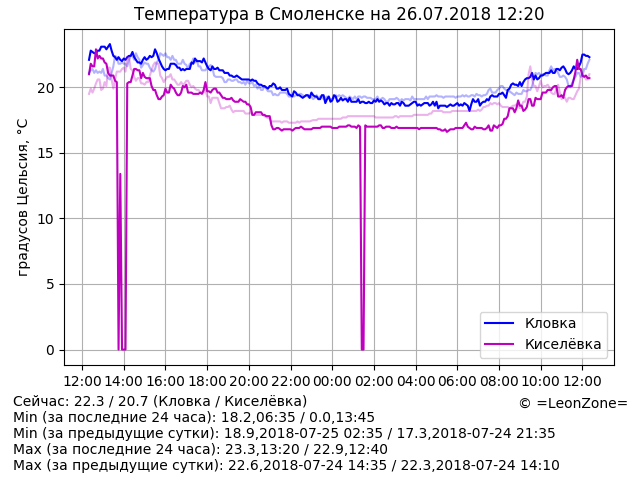 Температура в Смоленске на 26.07.2018 12:20
градусов Цельсия, °C
20
15
10
5
0
Кловка
Киселёвка
12:00 14:00 16:00 18:00 20:00 22:00 00:00 02:00 04:00 06:00 08:00 10:00 12:00
Сейчас: 22.3 / 20.7 (Кловка / Киселёвка)
© =LeonZone=
Min (за последние 24 часа): 18.2,06:35 / 0.0,13:45
Min (за предыдущие сутки): 18.9,2018-07-25 02:35 / 17.3,2018-07-24 21:35
Max (за последние 24 часа): 23.3,13:20 / 22.9,12:40
Max (за предыдущие сутки): 22.6,2018-07-24 14:35 / 22.3,2018-07-24 14:10